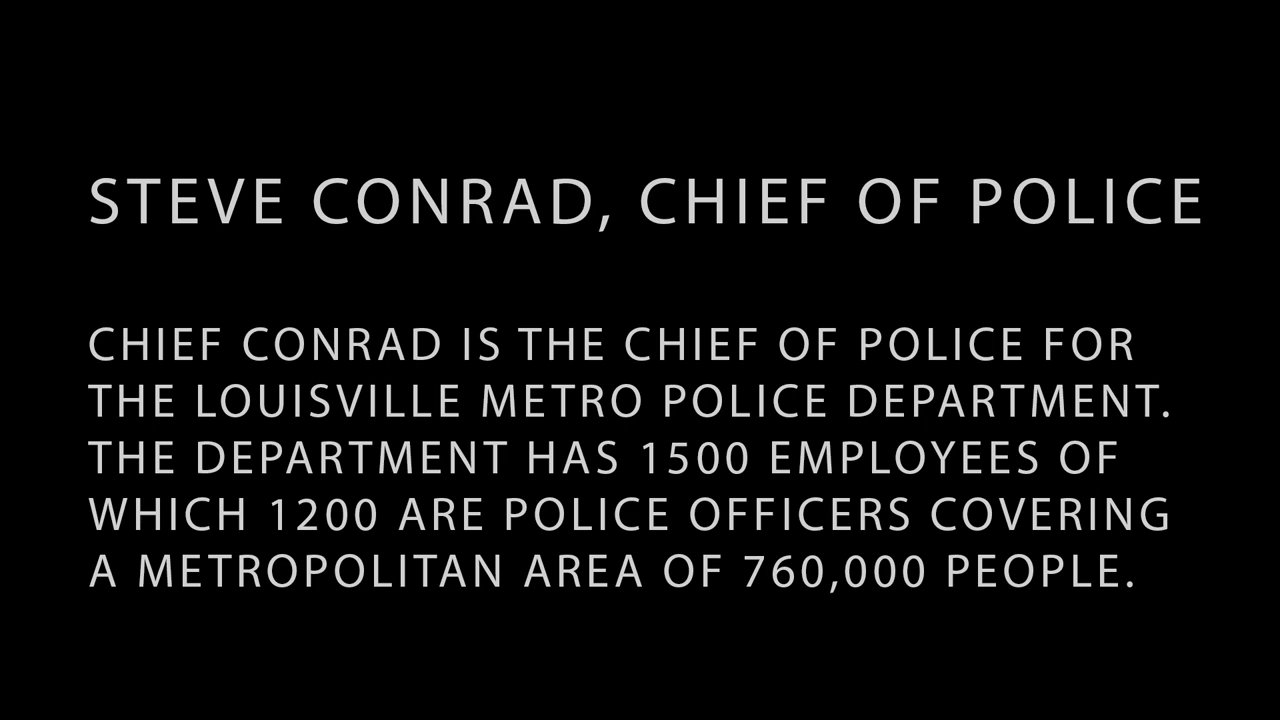 STEVE CONRAD, CHIEF OF POLICE
CHIEF CONRAD IS THE CHIEF OF POLICE FOR
THE LOUISVILLE METRO POLICE DEPARTMENT.
THE DEPARTMENT HAS 1500 EMPLOYEES OF
WHICH 1200 ARE POLICE OFFICERS COVERING
A METROPOLITAN AREA OF 760,000 PEOPLE.